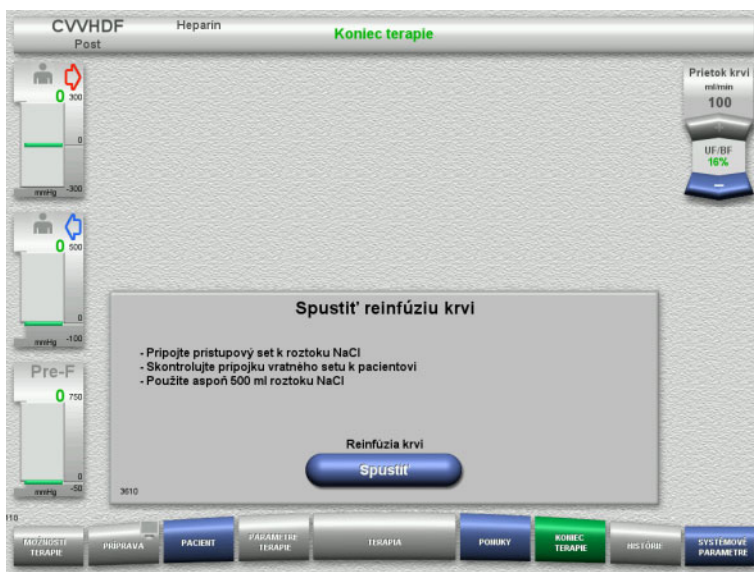 CVVHDF
Heparin
Post
Koniec terapie
0
300
0
-300
mmHg
0
500
0
-100
mmHg
Pre-F
0
750
0
-50
mmHg
Prietok krvi
ml/min
100
+
UF/BF
16%
-
Spustiť reinfúziu krvi
- Pripojte prístupový set k roztoku NaCl
- Skontrolujte prípojku vratného setu k pacientovi
- Použite aspoň 500 ml roztoku NaCl
Reinfúzia krvi
Spustiť
3610
110
MOŽNOSTI
TERAPIE
PRÍPRAVA
PACIENT
PARAMETRE
TERAPIE
TERAPIA
PONUKY
KONIEC
TERAPIE
HISTÓRIE
SYSTÉMOVÉ
PARAMETRE